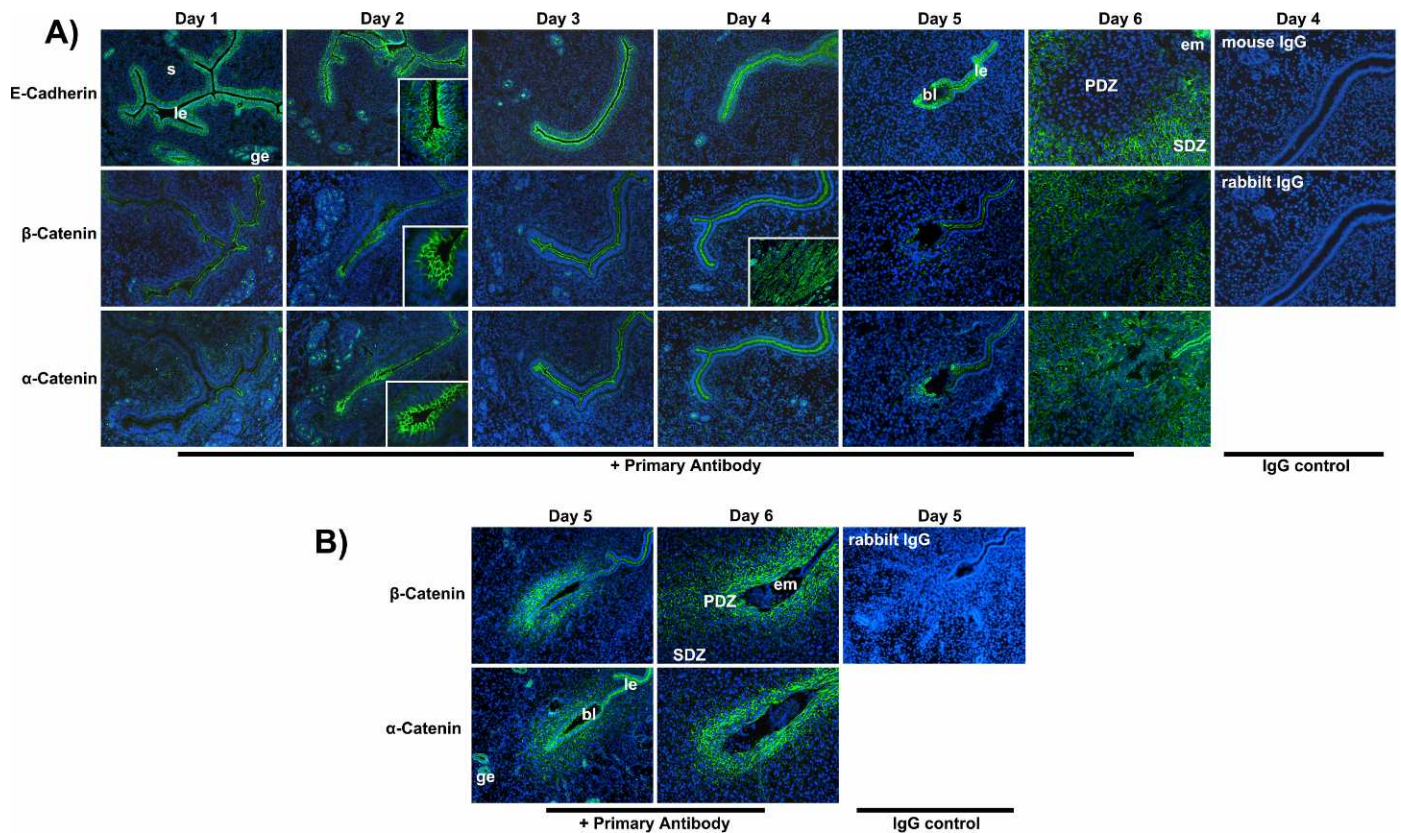 A)
Day 1 Day 2 Day 3 Day 4 Day 5 Day 6 Day 4
E-Cadherin
s
le
ge
bl
le
PDZ
em
SDZ
mouse IgG
β-Catenin
rabbilt IgG
α-Catenin
+ Primary Antibody
IgG control
B)
Day 5 Day 6 Day 5
β-Catenin
PDZ
em
SDZ
rabbilt IgG
α-Catenin
le
bl
ge
+ Primary Antibody
IgG control